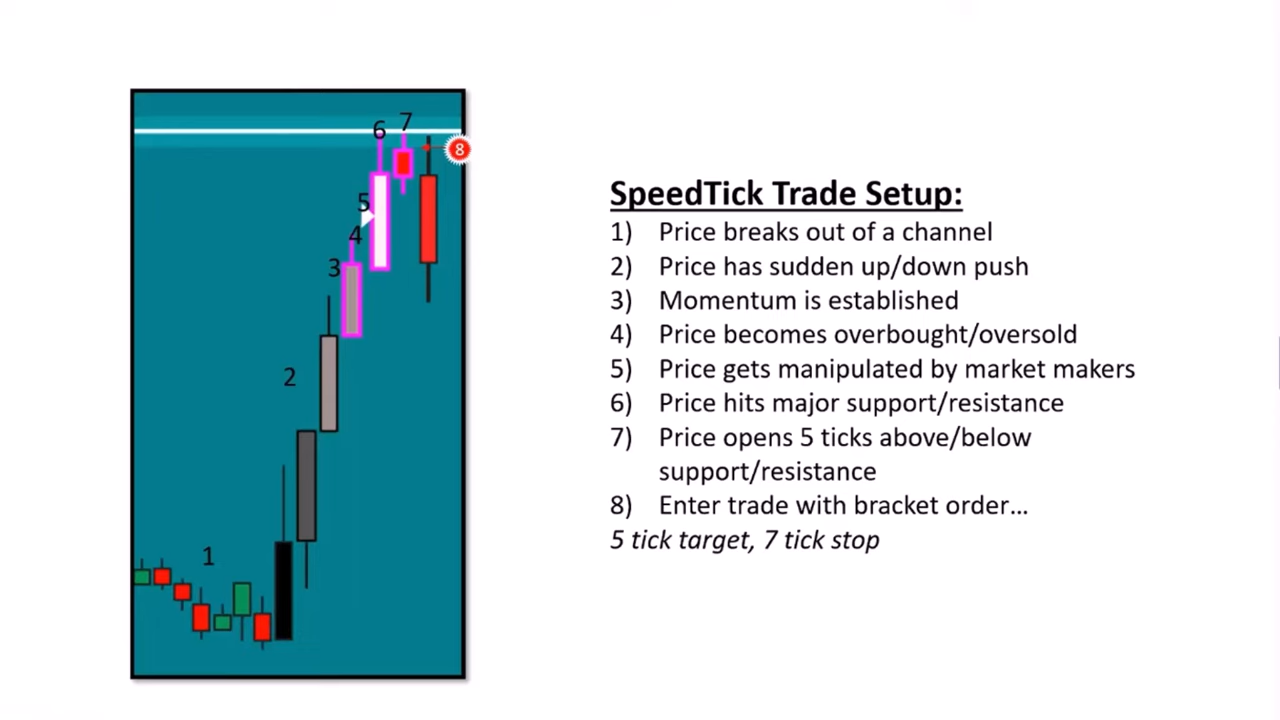 6 7
8
5
4
3
2
1
SpeedTick Trade Setup:
1) Price breaks out of a channel
2) Price has sudden up/down push
3) Momentum is established
4) Price becomes overbought/oversold
5) Price gets manipulated by market makers
6) Price hits major support/resistance
7) Price opens 5 ticks above/below
support/resistance
8) Enter trade with bracket order…
5 tick target, 7 tick stop